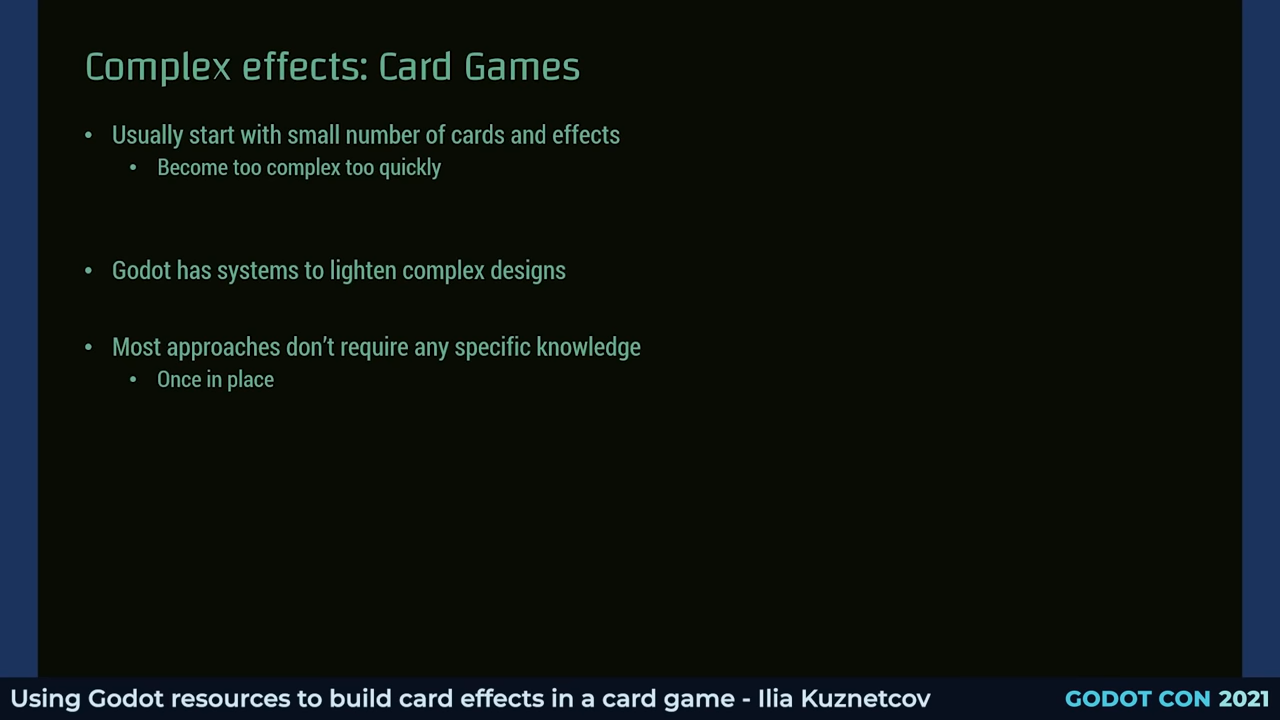 Complex effects: Card Games
• Usually start with small number of cards and effects
• Become too complex too quickly
• Godot has systems to lighten complex designs
• Most approaches don’t require any specific knowledge
• Once in place
Using Godot resources to build card effects in a card game - Ilia Kuznetcov
GODOT CON 2021